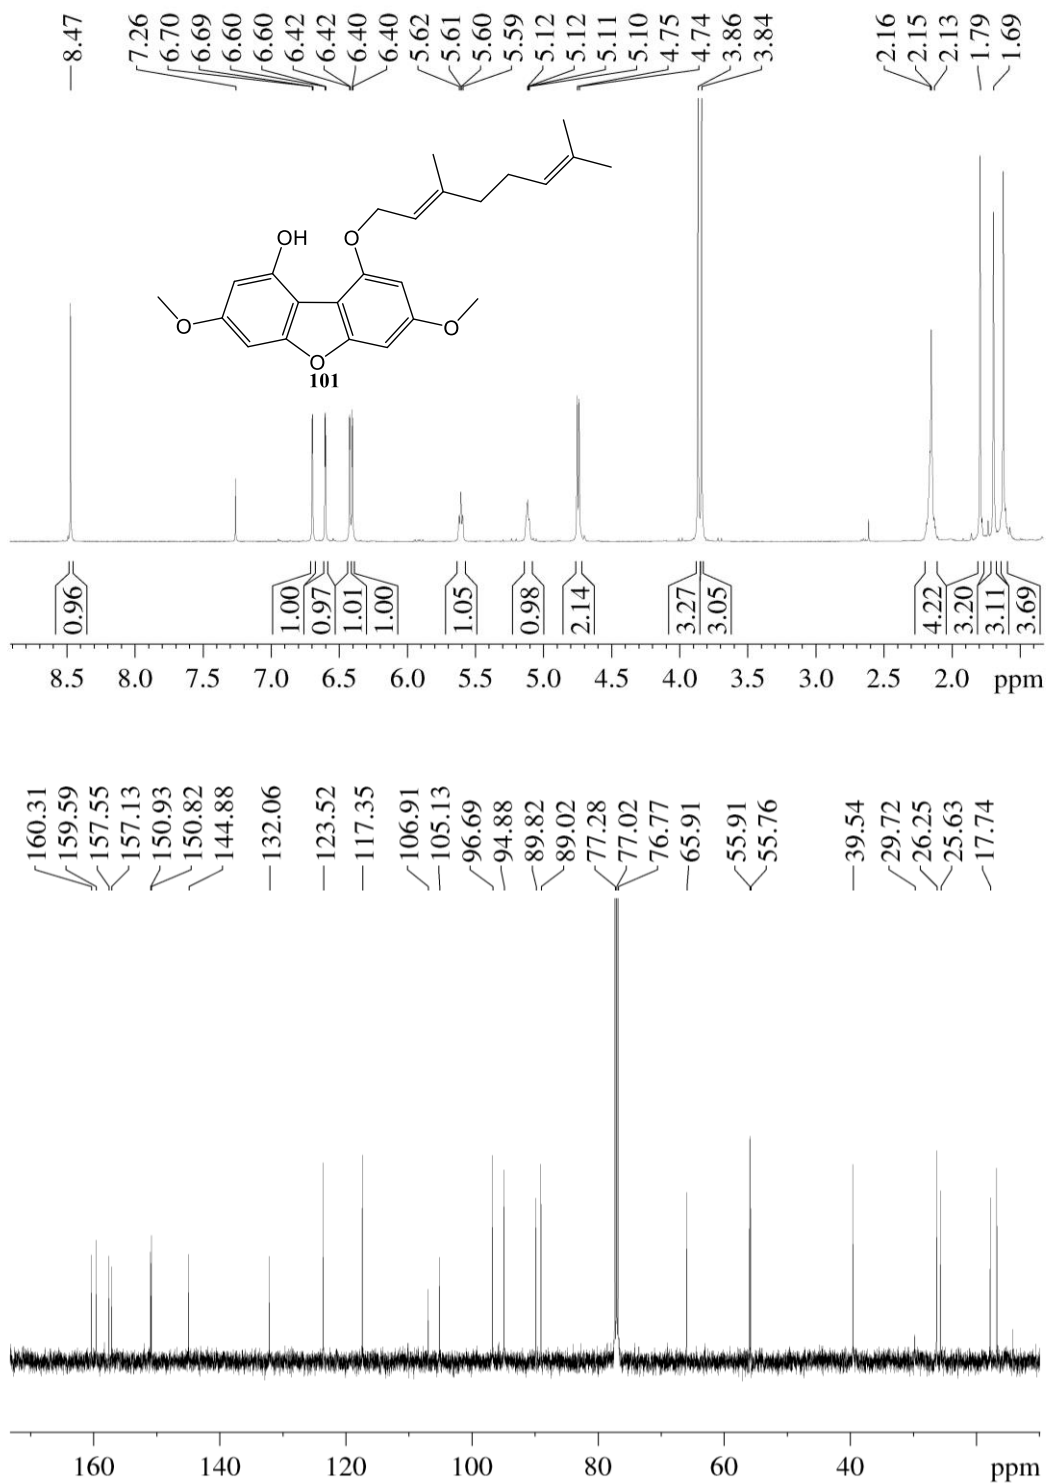 8.47 7.26 6.70 6.69 6.60 6.60 6.42 6.42 6.40 6.40 5.62 5.61 5.60 5.59 5.12 5.12 5.11 5.10 4.75 4.74 3.86 3.84 2.16 2.15 2.13 1.79 1.69
OH O
O O O
101
0.96 1.00 0.97 1.01 1.00 1.05 0.98 2.14 3.27 3.05 4.22 3.20 3.11 3.69
8.5 8.0 7.5 7.0 6.5 6.0 5.5 5.0 4.5 4.0 3.5 3.0 2.5 2.0 ppm
160.31 159.59 157.55 157.13 150.93 150.82 144.88 132.06 123.52 117.35 106.91 105.13 96.69 94.88 89.82 89.02 77.28 77.02 76.77 65.91 55.91 55.76 39.54 29.72 26.25 25.63 17.74
160 140 120 100 80 60 40 ppm